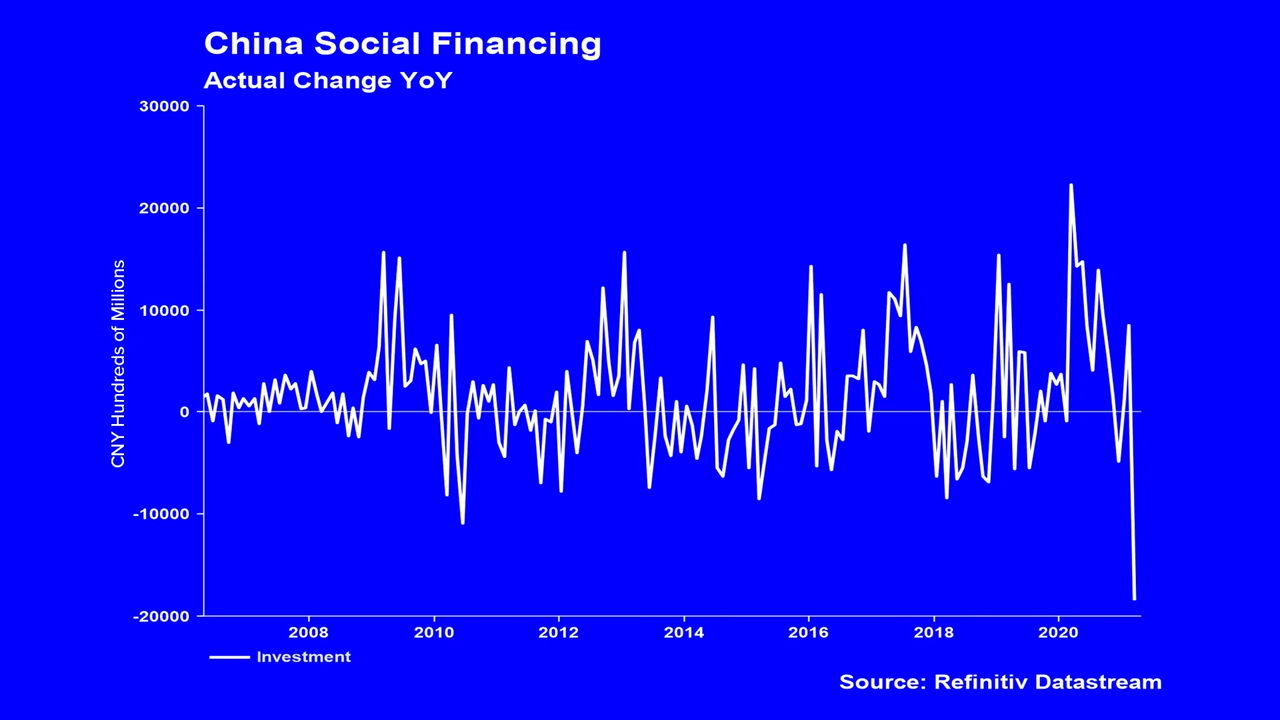 China Social Financing
Actual Change YoY
30000
20000
10000
0
-10000
-20000
CNY Hundreds of Millions
2008 2010 2012 2014 2016 2018 2020
Investment
Source: Refinitiv Datastream